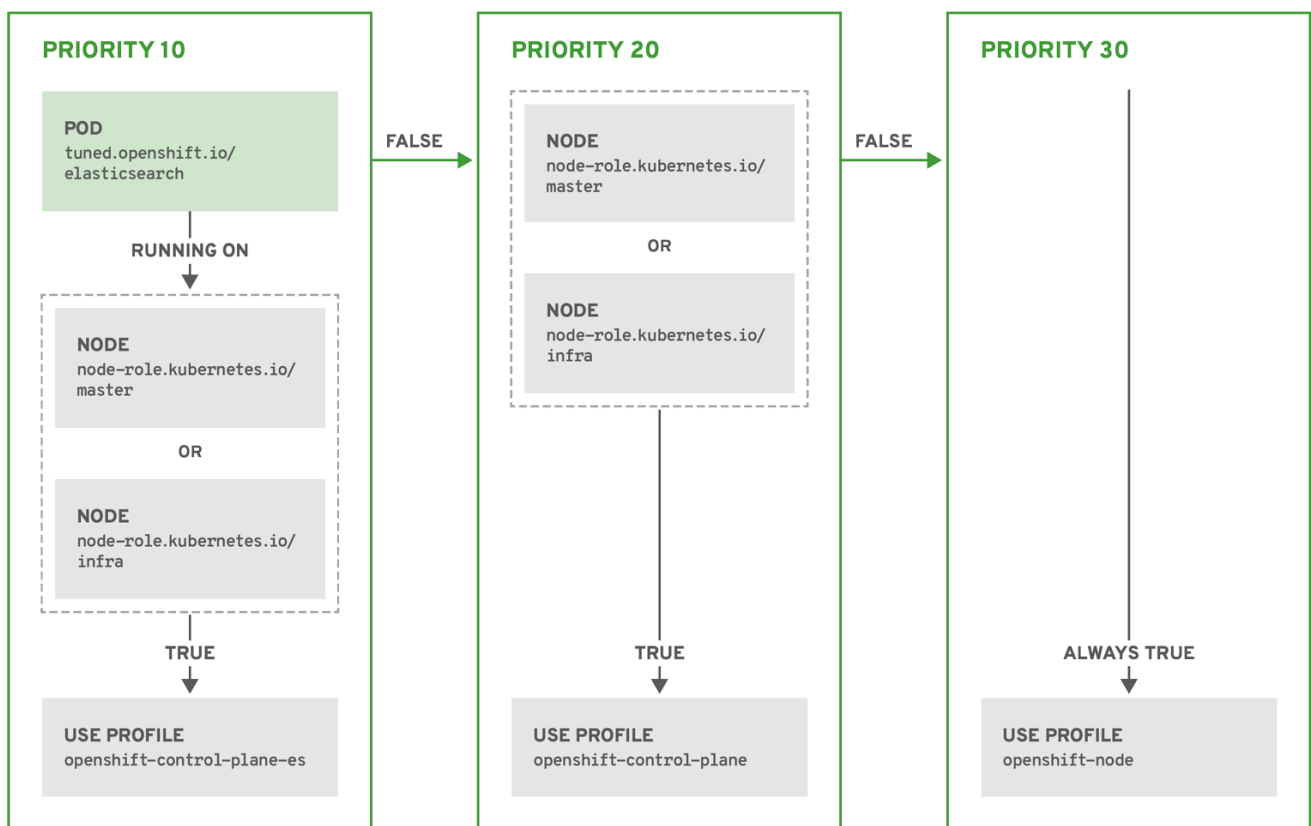 PRIORITY 10
POD
tuned.openshift.io/
elasticsearch
RUNNING ON
NODE
node-role.kubernetes.io/
master
OR
NODE
node-role.kubernetes.io/
infra
TRUE
USE PROFILE
openshift-control-plane-es
FALSE
PRIORITY 20
NODE
node-role.kubernetes.io/
master
OR
NODE
node-role.kubernetes.io/
infra
TRUE
USE PROFILE
openshift-control-plane
FALSE
PRIORITY 30
ALWAYS TRUE
USE PROFILE
openshift-node